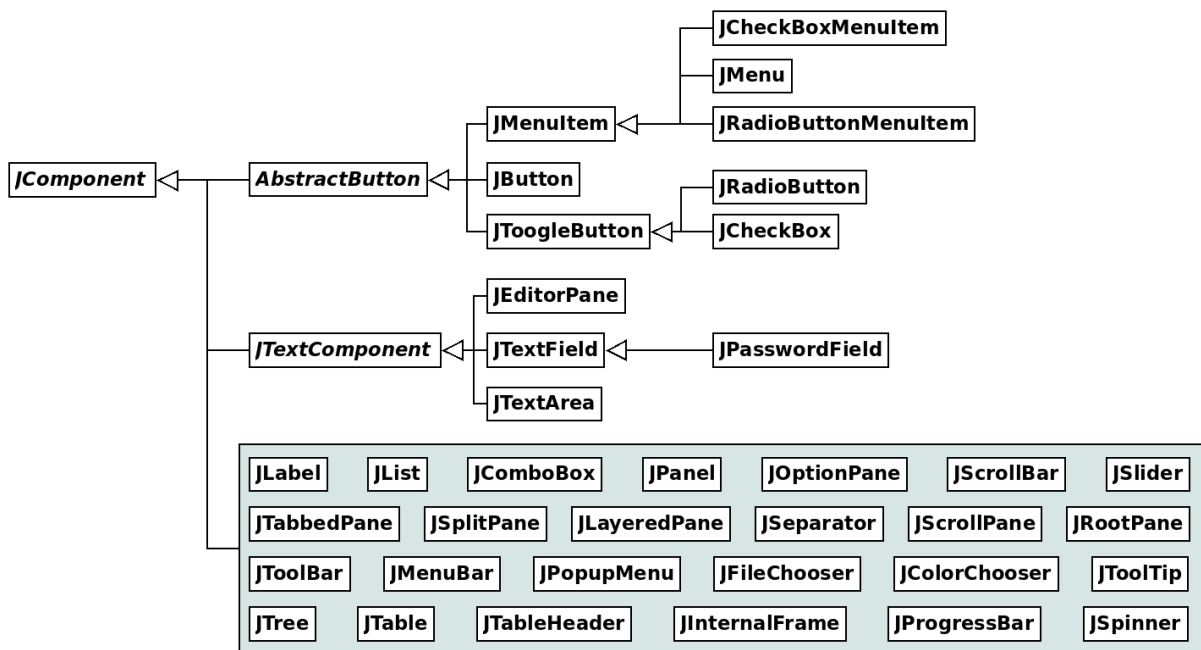 JCheckBoxMenuItem
JMenu
JMenuItem
JRadioButtonMenuItem
JComponent
AbstractButton
JButton
JRadioButton
JToogleButton
JCheckBox
JEditorPane
JTextComponent
JTextField
JPasswordField
JTextArea
JLabel JList JComboBox JPanel JOptionPane JScrollBar JSlider
JTabbedPane JSplitPane JLayeredPane JSeparator JScrollPane JRootPane
JToolBar JMenuBar JPopupMenu JFileChooser JColorChooser JToolTip
JTree JTable JTableHeader JInternalFrame JProgressBar JSpinner